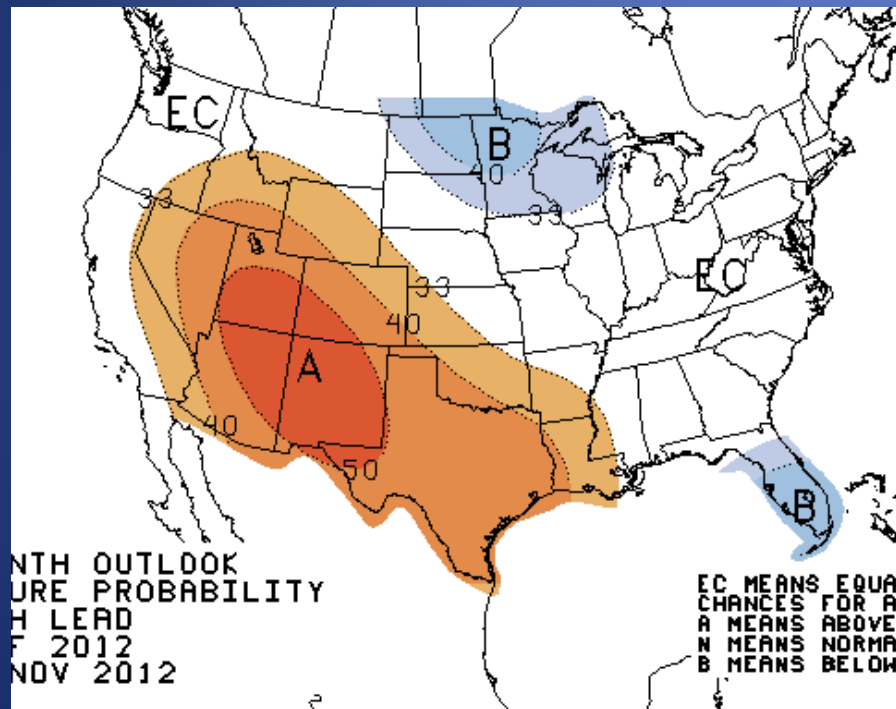 EC
B
40
33
33
EC
33
40
A
40
50
B
NTH OUTLOOK
URE PROBABILITY
H LEAD
F 2012
NOV 2012
EC MEANS EQUA
CHANCES FOR A
A MEANS ABOVE
N MEANS NORMA
B MEANS BELOW